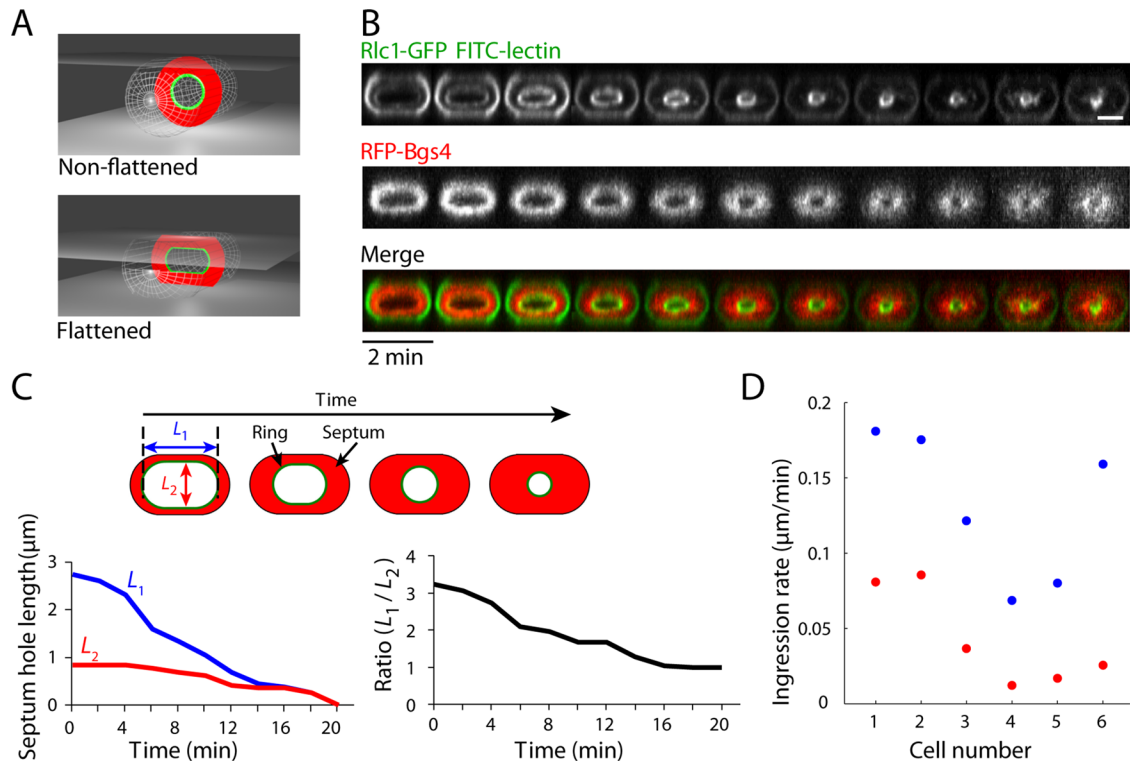 A
Non-flattened
Flattened
B
Rlc1-GFP FITC-lectin
RFP-Bgs4
Merge
2 min
C
Time
L1
L2
Ring
Septum
Septum hole length(μm)
3
2
1
0
L1
L2
0 4 8 12 16 20
Time (min)
Ratio (L1 / L2)
4
3
2
1
0
0 4 8 12 16 20
Time (min)
D
Ingression rate (μm/min)
0.2
0.15
0.1
0.05
0
1 2 3 4 5 6
Cell number